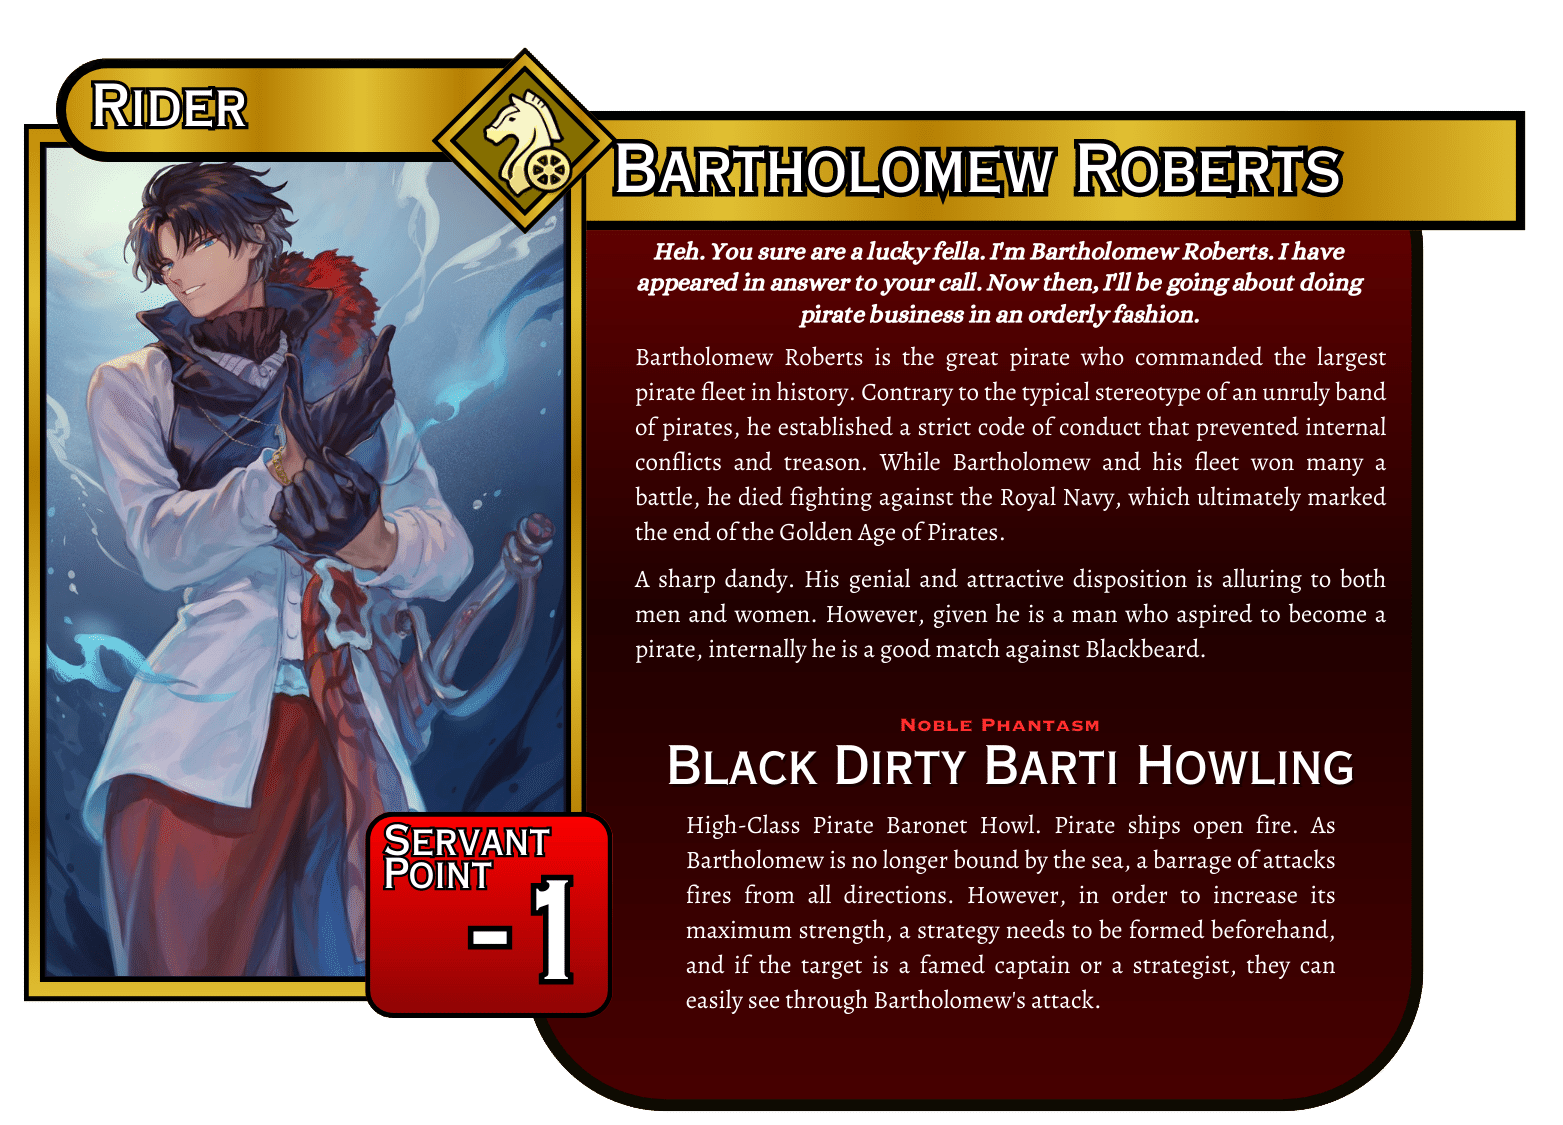 Rider
Bartholomew Roberts
Heh. You sure are a lucky fella. I'm Bartholomew Roberts. I have
appeared in answer to your call. Now then, I'll be going about doing
pirate business in an orderly fashion.
Bartholomew Roberts is the great pirate who commanded the largest
pirate fleet in history. Contrary to the typical stereotype of an unruly band
of pirates, he established a strict code of conduct that prevented internal
conflicts and treason. While Bartholomew and his fleet won many a
battle, he died fighting against the Royal Navy, which ultimately marked
the end of the Golden Age of Pirates.
A sharp dandy. His genial and attractive disposition is alluring to both
men and women. However, given he is a man who aspired to become a
pirate, internally he is a good match against Blackbeard.
Noble Phantasm
Black Dirty Barti Howling
High-Class Pirate Baronet Howl. Pirate ships open fire. As
Bartholomew is no longer bound by the sea, a barrage of attacks
fires from all directions. However, in order to increase its
maximum strength, a strategy needs to be formed beforehand,
and if the target is a famed captain or a strategist, they can
easily see through Bartholomew's attack.
Servant
Point
-1